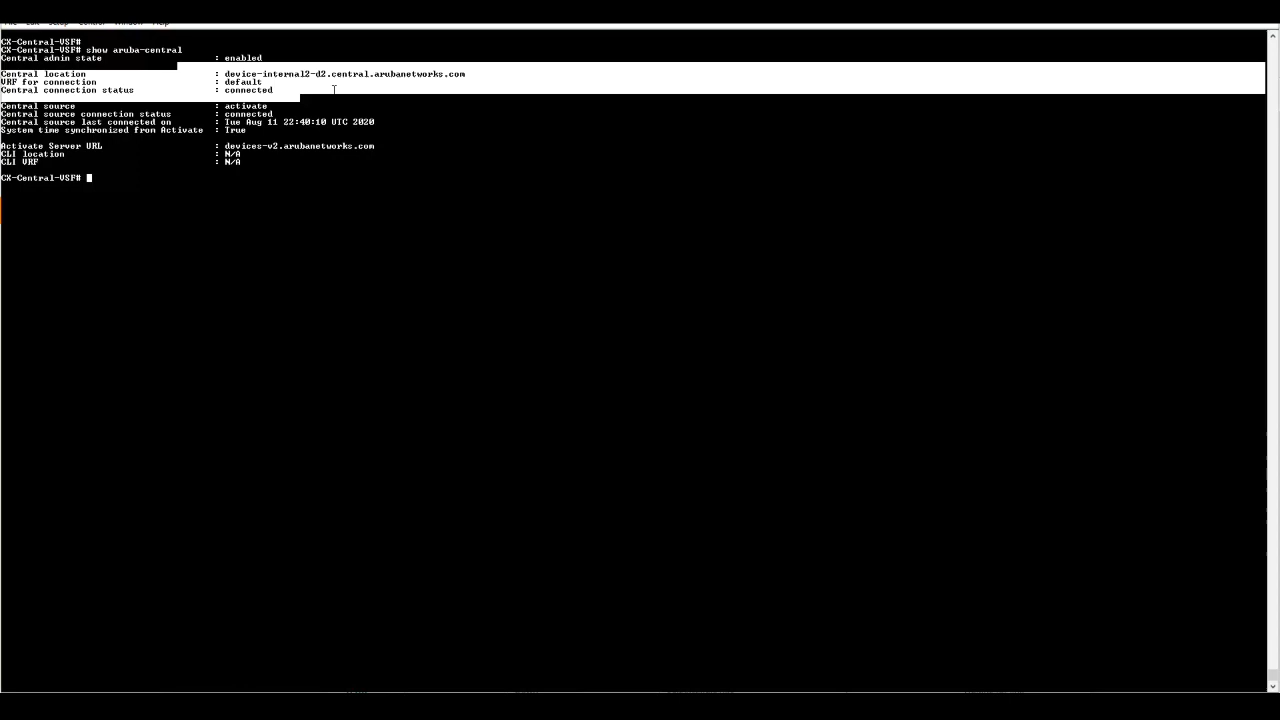 CX-Central-VSF#
CX-Central-VSF# show aruba-central
Central admin state : enabled
Central location : device-internal2-d2.central.arubanetworks.com
VRF for connection : default
Central connection status : connected
Central source : activate
Central source connection status : connected
Central source last connected on : Tue Aug 11 22:40:10 UTC 2020
System time synchronized from Activate : True
Activate Server URL : devices-v2.arubanetworks.com
CLI location : N/A
CLI VRF : N/A
CX-Central-VSF#